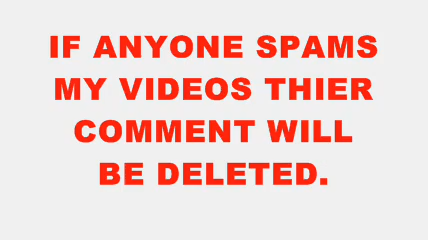 IF ANYONE SPAMS
MY VIDEOS THIER
COMMENT WILL
BE DELETED.